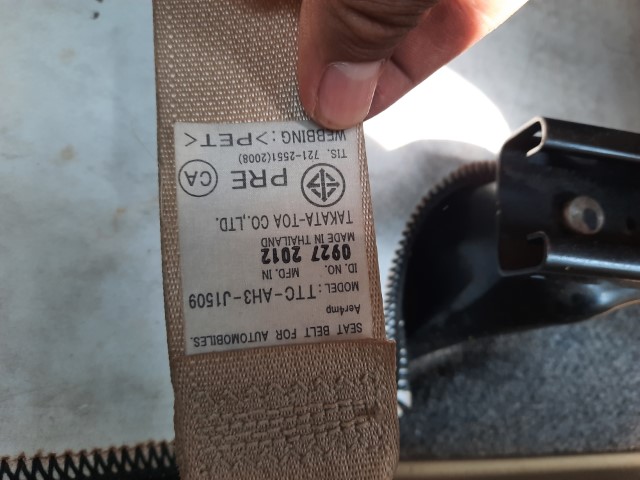 SEAT BELT FOR AUTOMOBILES.
Aer4mp
MODEL: TTC-AH3-J1509
ID. NO. MFD. IN
0927 2012
MADE IN THAILAND
TAKATA-TOA CO.,LTD.
PRE CA
TIS. 721-2551(2008)
WEBBING: >PET<